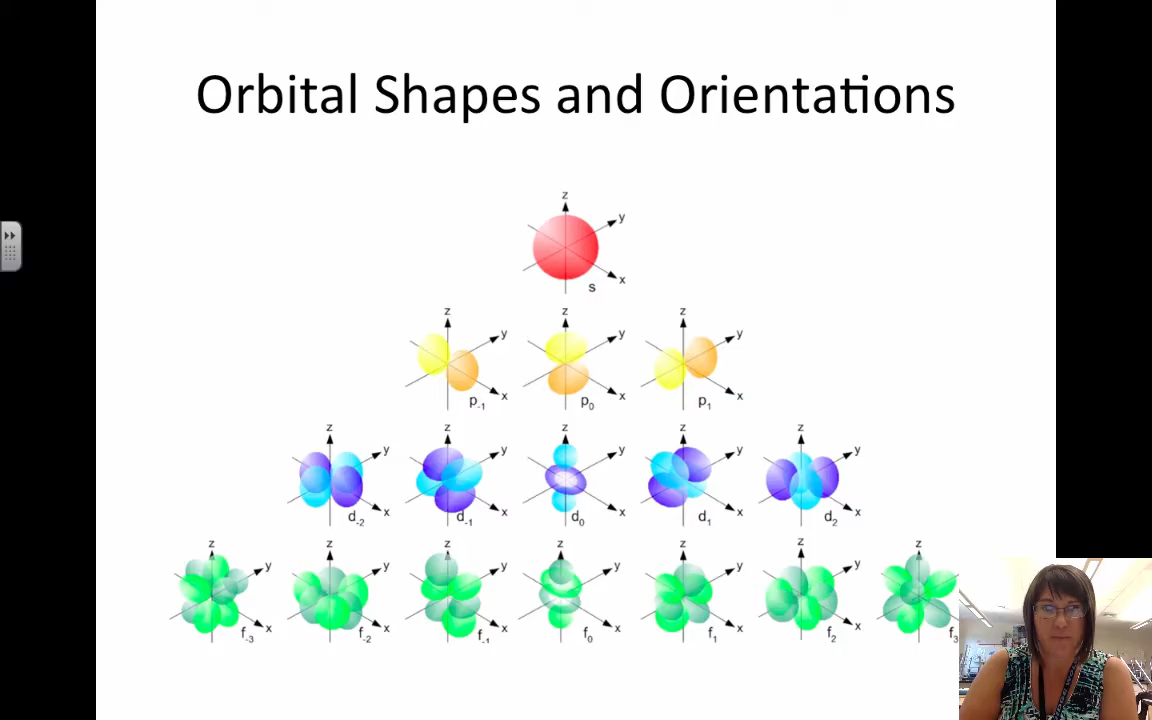 Orbital Shapes and Orientations
z
y
x
s
z y x p-1 z y x p0 z y x p1
z y x d-2 z y x d-1 z y x d0 z y x d1 z y x d2
z y x f-3 z y x f-2 z y x f-1 z y x f0 z y x f1 z y x f2 z f3